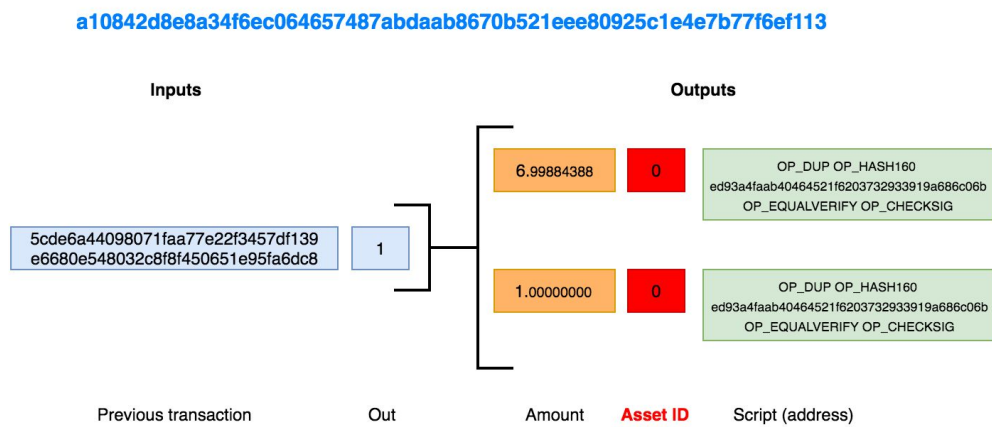 a10842d8e8a34f6ec064657487abdaab8670b521eee80925c1e4e7b77f6ef113
Inputs
Outputs
6.99884388
0
OP_DUP OP_HASH160
ed93a4faab40464521f6203732933919a686c06b
OP_EQUALVERIFY OP_CHECKSIG
5cde6a44098071faa77e22f3457df139
e6680e548032c8f8f450651e95fa6dc8
1
1.00000000
0
OP_DUP OP_HASH160
ed93a4faab40464521f6203732933919a686c06b
OP_EQUALVERIFY OP_CHECKSIG
Previous transaction
Out
Amount
Asset ID
Script (address)